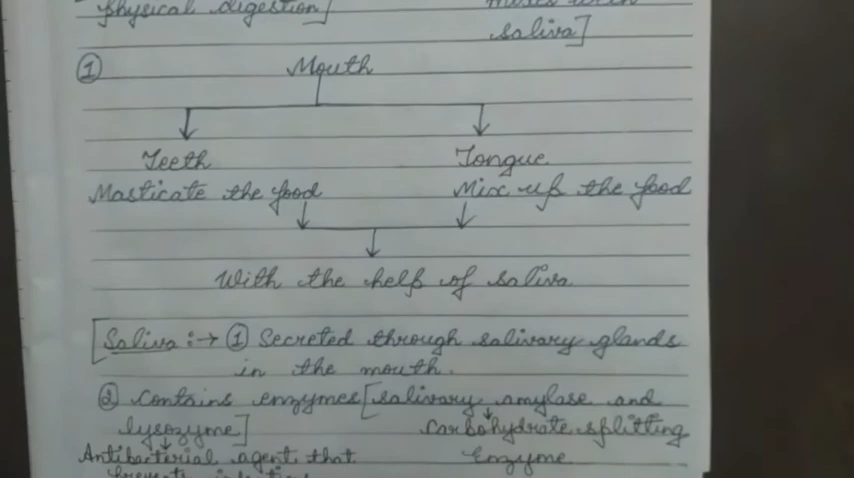 physical digestion]
saliva]
① Mouth
Teeth Tongue
Masticate the food Mix up the food
With the help of saliva
[Saliva :→ ① Secreted through salivary glands
in the mouth.
② contains enzymes [salivary amylase and
lysozyme] carbohydrate splitting
Antibacterial agent that enzyme